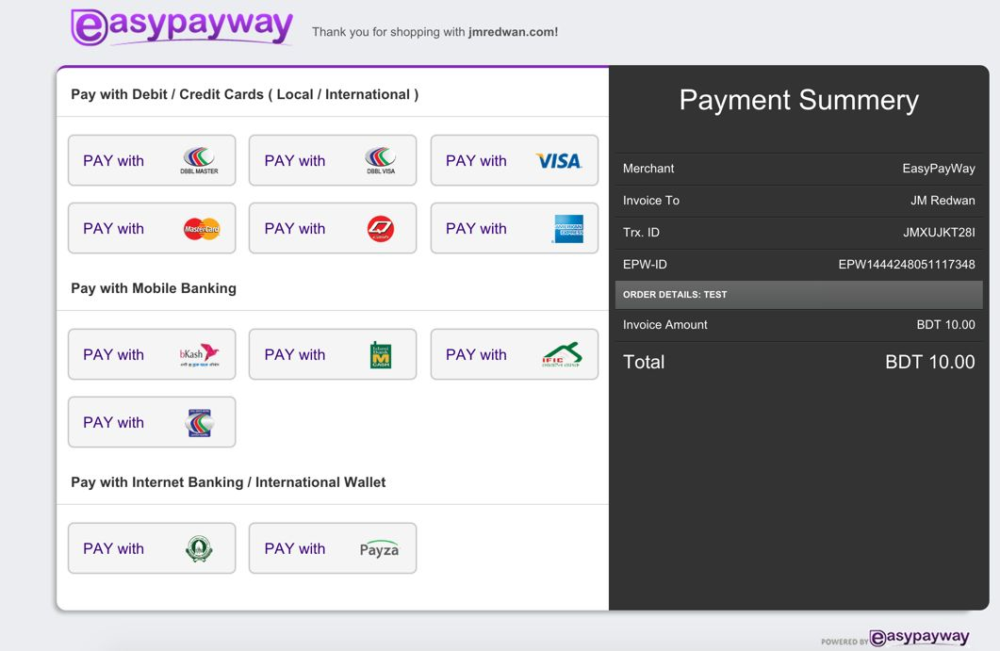 easypayway
Thank you for shopping with jmredwan.com!
Pay with Debit / Credit Cards ( Local / International )
PAY with DBBL MASTER
PAY with DBBL VISA
PAY with VISA
PAY with MasterCard
PAY with
PAY with AMERICAN EXPRESS
Pay with Mobile Banking
PAY with bKash
PAY with Islami Bank M CASH
PAY with IFIC
PAY with
Pay with Internet Banking / International Wallet
PAY with
PAY with Payza
Payment Summery
Merchant EasyPayWay
Invoice To JM Redwan
Trx. ID JMXUJKT28I
EPW-ID EPW1444248051117348
ORDER DETAILS: TEST
Invoice Amount BDT 10.00
Total BDT 10.00
POWERED BY easypayway